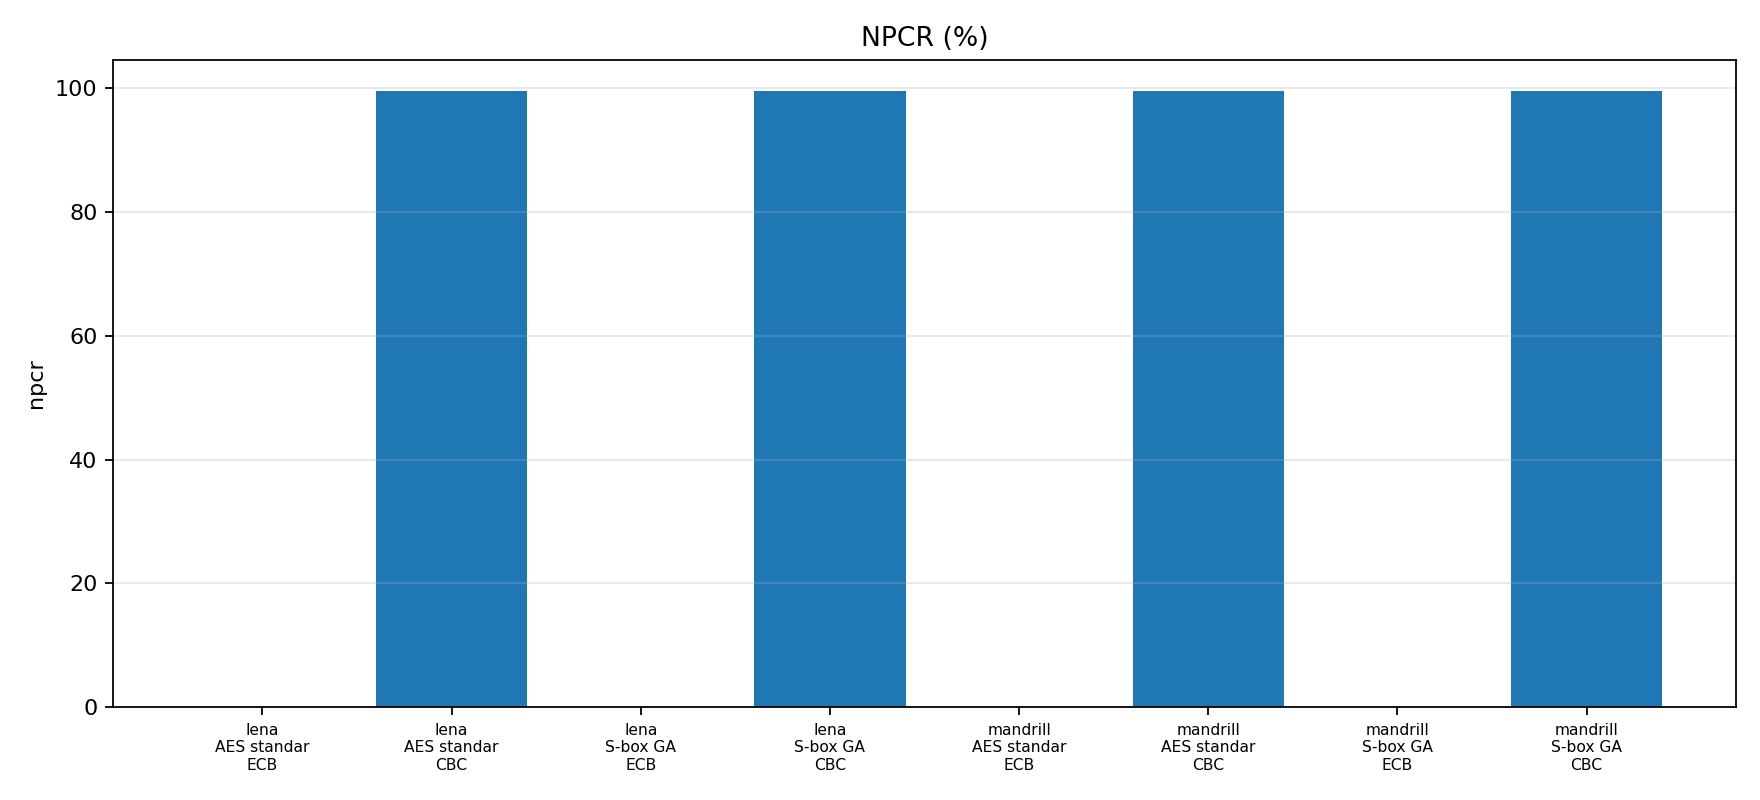 NPCR (%)
npcr
100
80
60
40
20
0
lena
AES standar
ECB
lena
AES standar
CBC
lena
S-box GA
ECB
lena
S-box GA
CBC
mandrill
AES standar
ECB
mandrill
AES standar
CBC
mandrill
S-box GA
ECB
mandrill
S-box GA
CBC